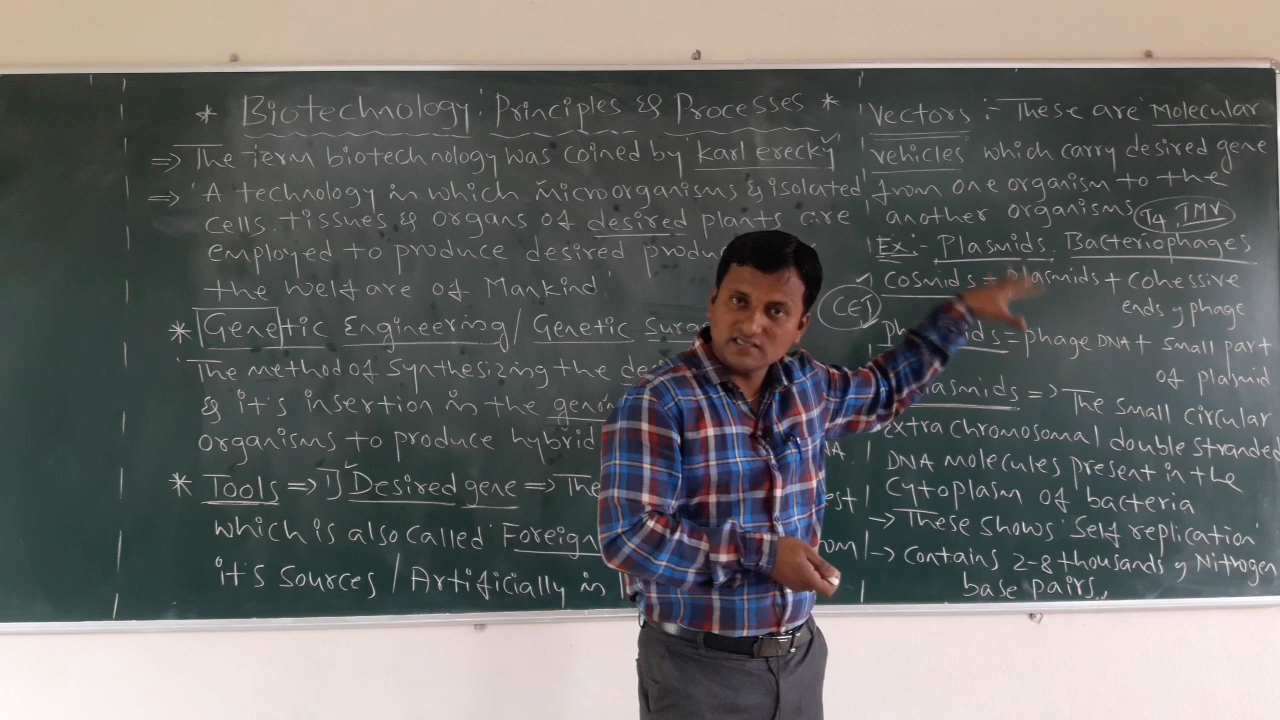 * Biotechnology: Principles & Processes *
=> The term biotechnology was coined by Karl erecky
=> A technology in which microorganisms & isolated
cells, tissues & organs of desired plants are
employed to produce desired
the welfare of Mankind.
* Genetic Engineering / Genetic
The method of synthesizing the
& it's insertion in the
organisms to produce hybrid
* Tools => 1) Desired gene => The
which is also called Foreign
it's Sources / Artificially in
Vectors :- These are Molecular
vehicles which carry desired gene
from one organism to the
another organisms T4, TMV
Ex:- Plasmids, Bacteriophages
✓ Cosmids = Plasmids + Cohessive
ends y phage
CET
= phage DNA + small part
of plasmid
=> The small circular
extra chromosomal double stranded
DNA molecules present in the
Cytoplasm of bacteria
-> These shows 'Self replication'
-> Contains 2-8 thousands y Nitrogen
base pairs.,